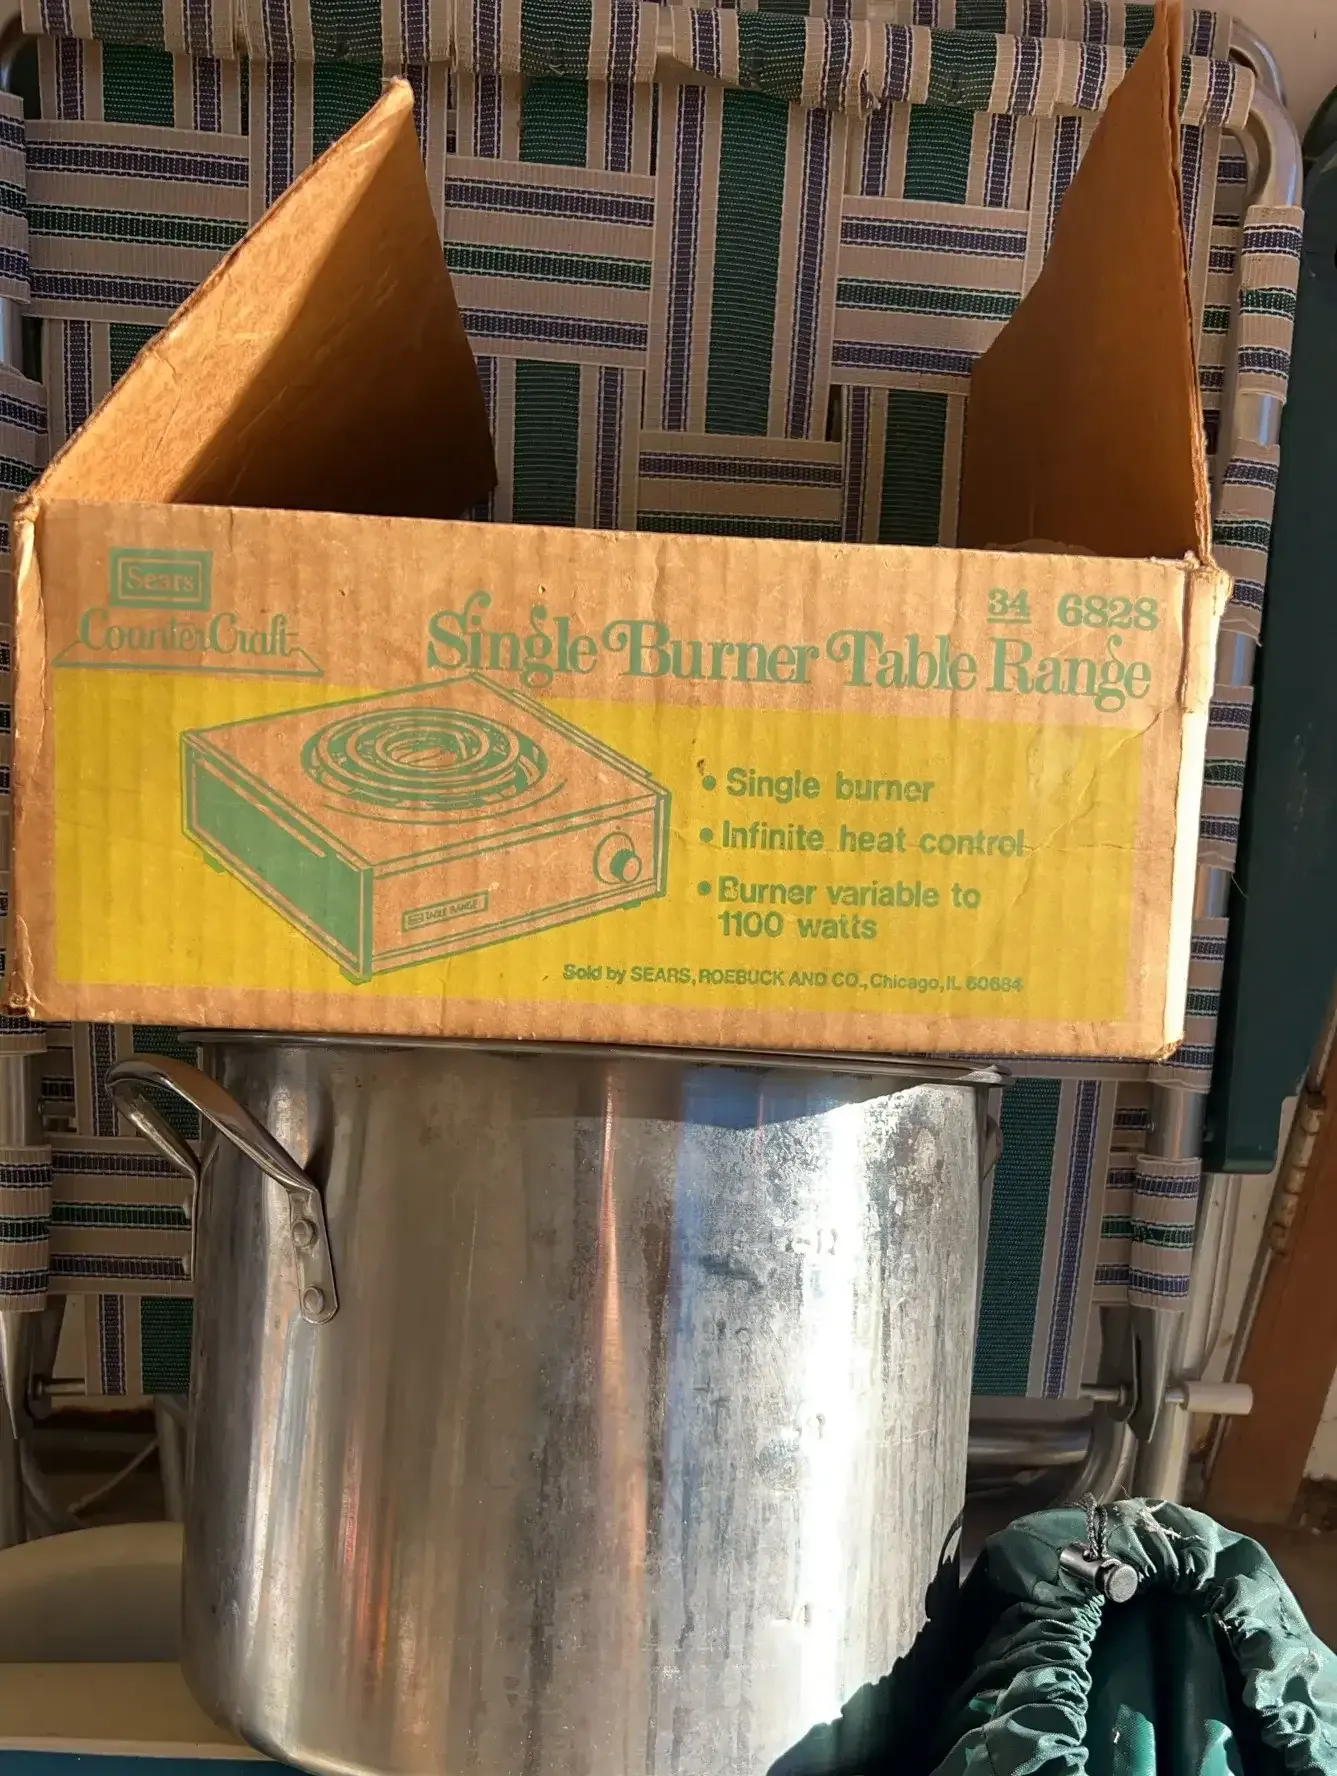 Sears
CounterCraft
34 6828
Single Burner Table Range
• Single burner
• Infinite heat control
• Burner variable to
1100 watts
TABLE RANGE
Sold by SEARS, ROEBUCK AND CO., Chicago, IL 60684